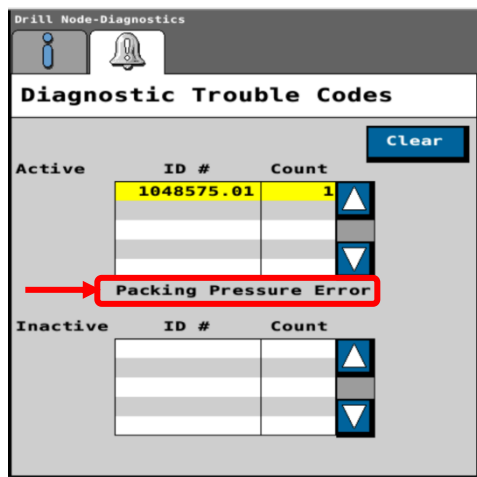 Drill Node-Diagnostics
Diagnostic Trouble Codes
Clear
Active ID # Count
1048575.01 1
Packing Pressure Error
Inactive ID # Count